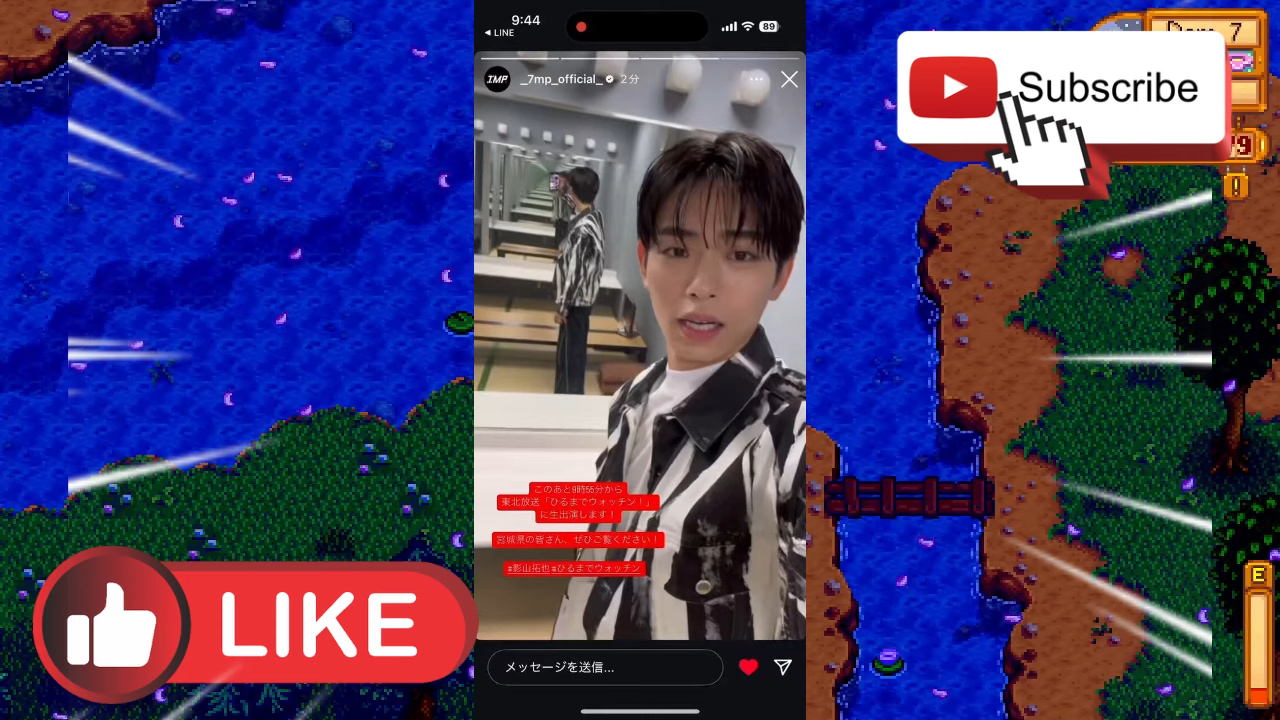 9:44
89
◀ LINE
IMP
_7mp_official_ 2分
このあと9時55分から
東北放送「ひるまでウォッチン！」
に生出演します！
宮城県の皆さん、ぜひご覧ください！
#影山拓也#ひるまでウォッチン
メッセージを送信...
LIKE
Subscribe
7
9
!
E